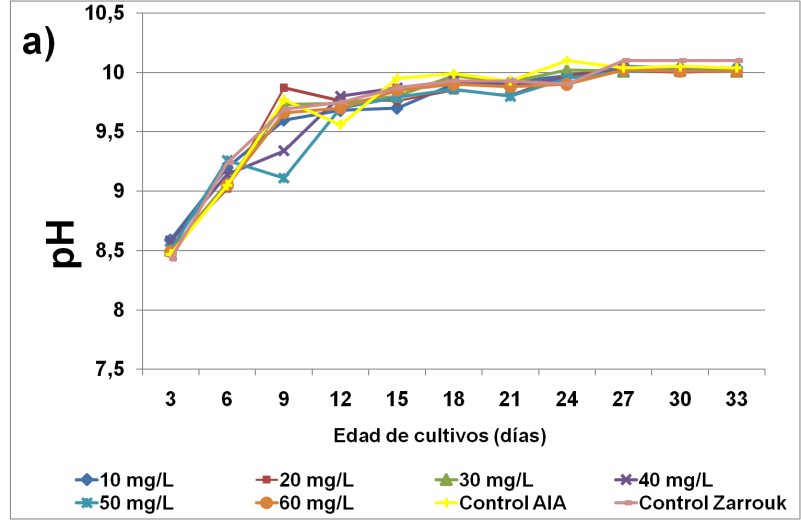 a)
10,5
10
9,5
9
8,5
8
7,5
pH
3 6 9 12 15 18 21 24 27 30 33
Edad de cultivos (días)
10 mg/L 20 mg/L 30 mg/L 40 mg/L
50 mg/L 60 mg/L Control AIA Control Zarrouk